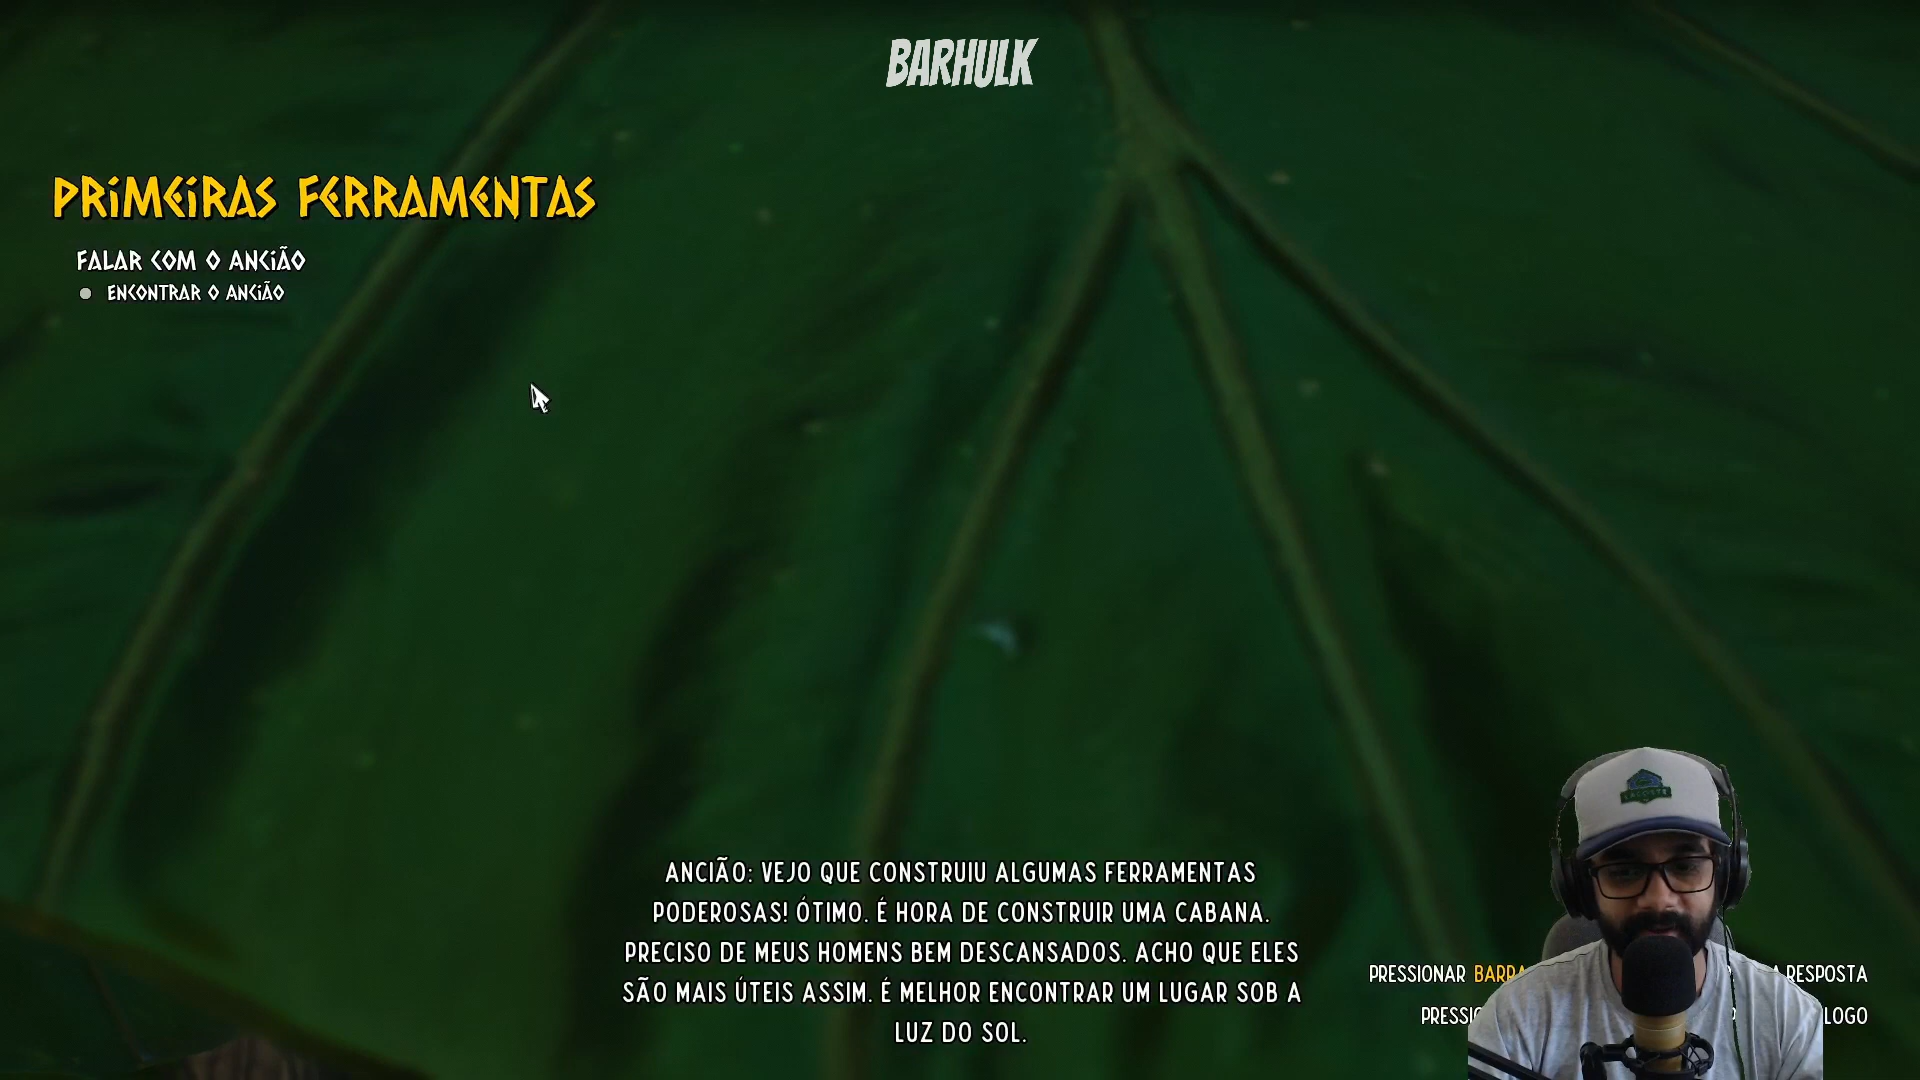 BARHULK
PRIMEIRAS FERRAMENTAS
FALAR COM O ANCIÃO
ENCONTRAR O ANCIÃO
ANCIÃO: VEJO QUE CONSTRUIU ALGUMAS FERRAMENTAS
PODEROSAS! ÓTIMO. É HORA DE CONSTRUIR UMA CABANA.
PRECISO DE MEUS HOMENS BEM DESCANSADOS. ACHO QUE ELES
SÃO MAIS ÚTEIS ASSIM. É MELHOR ENCONTRAR UM LUGAR SOB A
LUZ DO SOL.
LACOSTE
PRESSIONAR BARRA A RESPOSTA